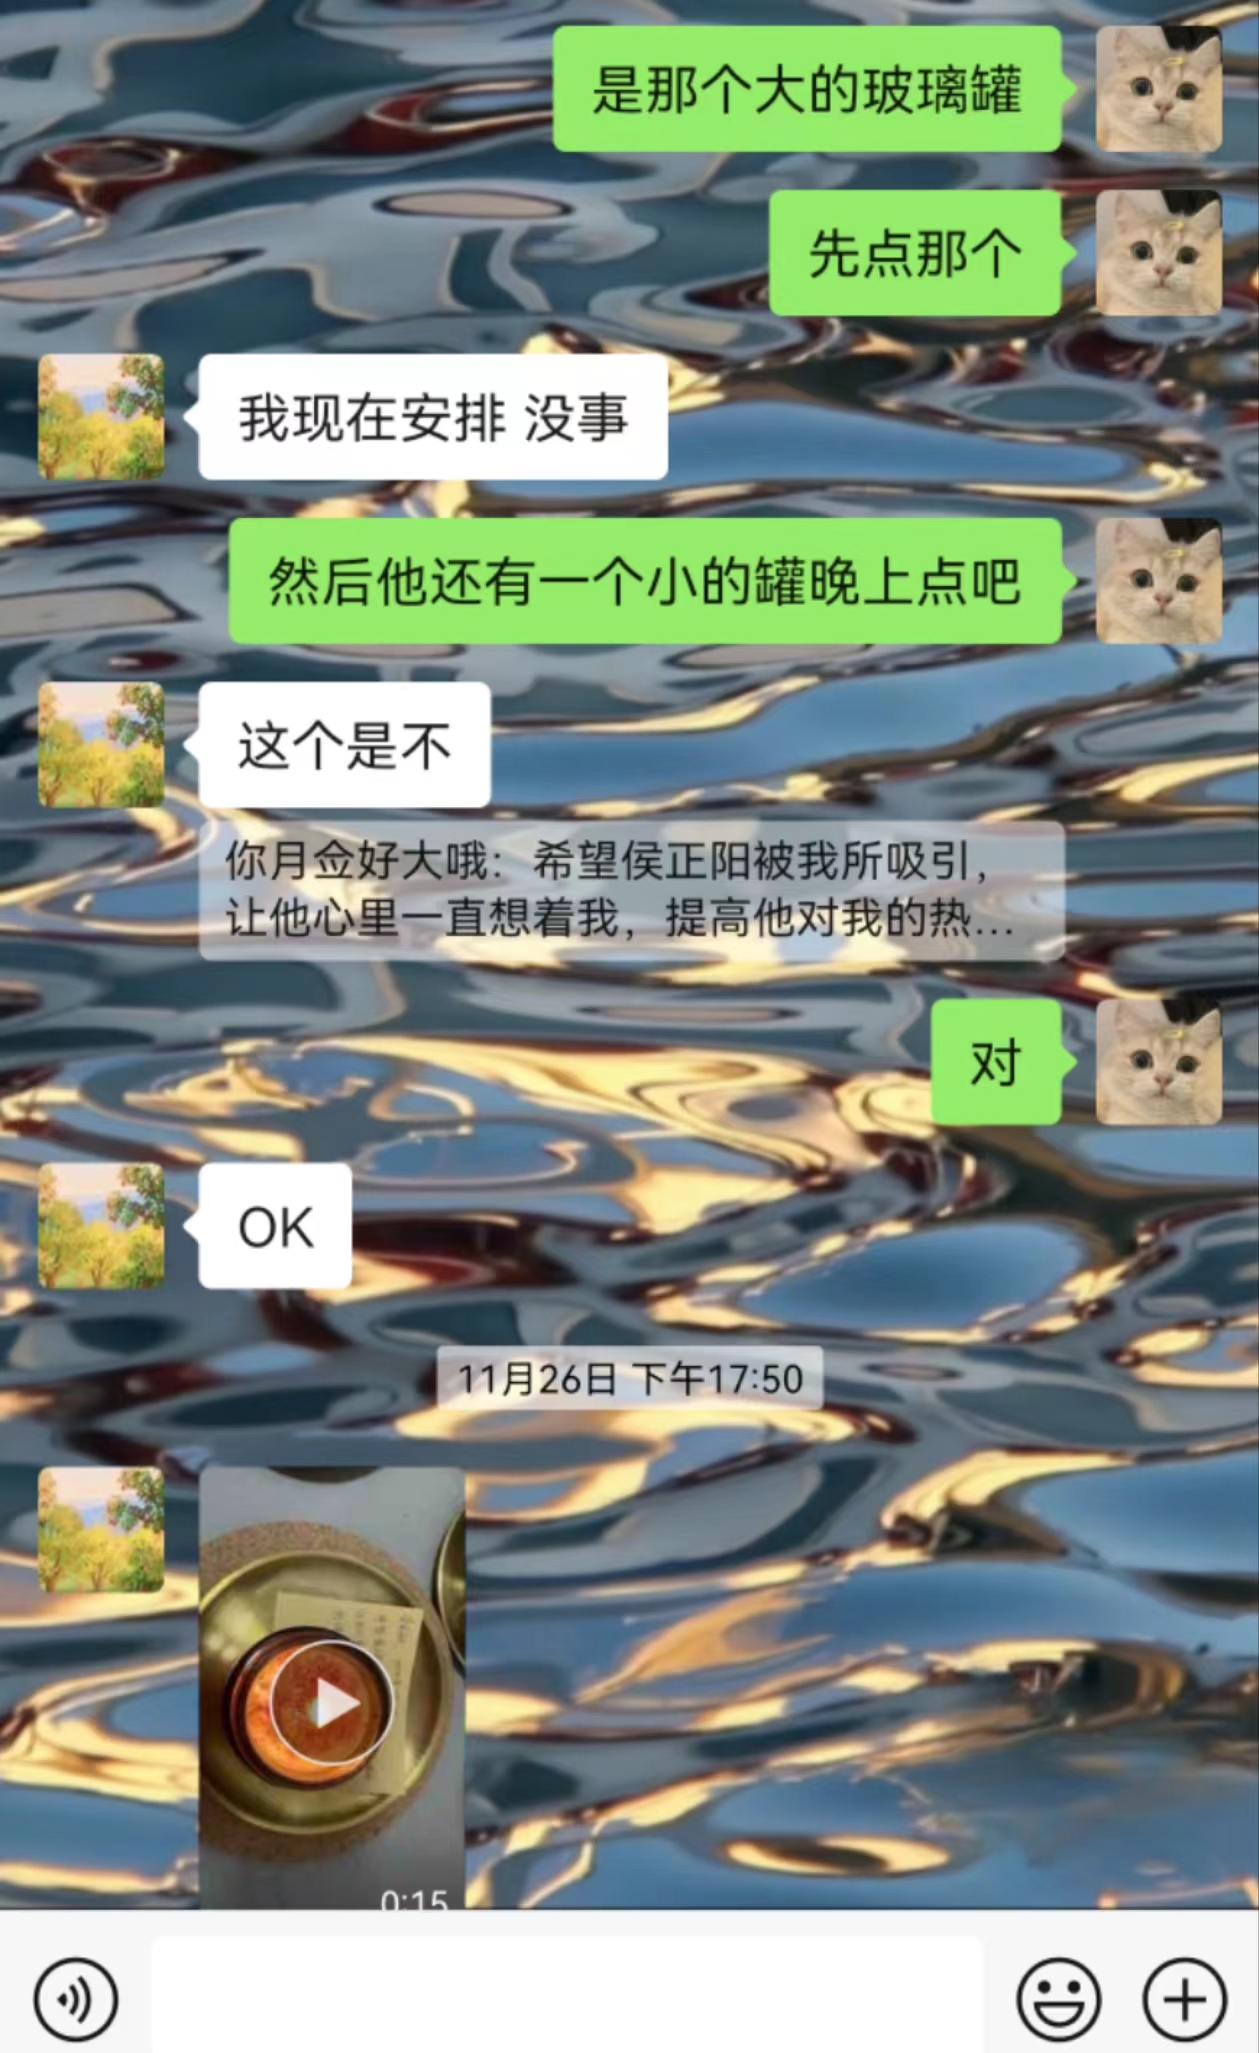 是那个大的玻璃罐
先点那个
我现在安排 没事
然后他还有一个小的罐晚上点吧
这个是不
你月佥好大哦：希望侯正阳被我所吸引，
让他心里一直想着我，提高他对我的热...
对
OK
11月26日 下午17:50
0:15